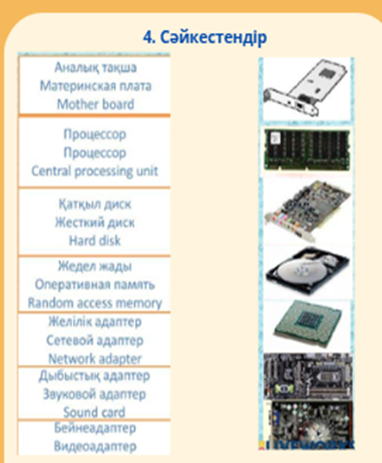 4. Сәйкестендір
Аналық тақша
Материнская плата
Mother board
Процессор
Процессор
Central processing unit
Қатқыл диск
Жесткий диск
Hard disk
Жедел жады
Оперативная память
Random access memory
Желілік адаптер
Сетевой адаптер
Network adapter
Дыбыстық адаптер
Звуковой адаптер
Sound card
Бейнеадаптер
Видеоадаптер